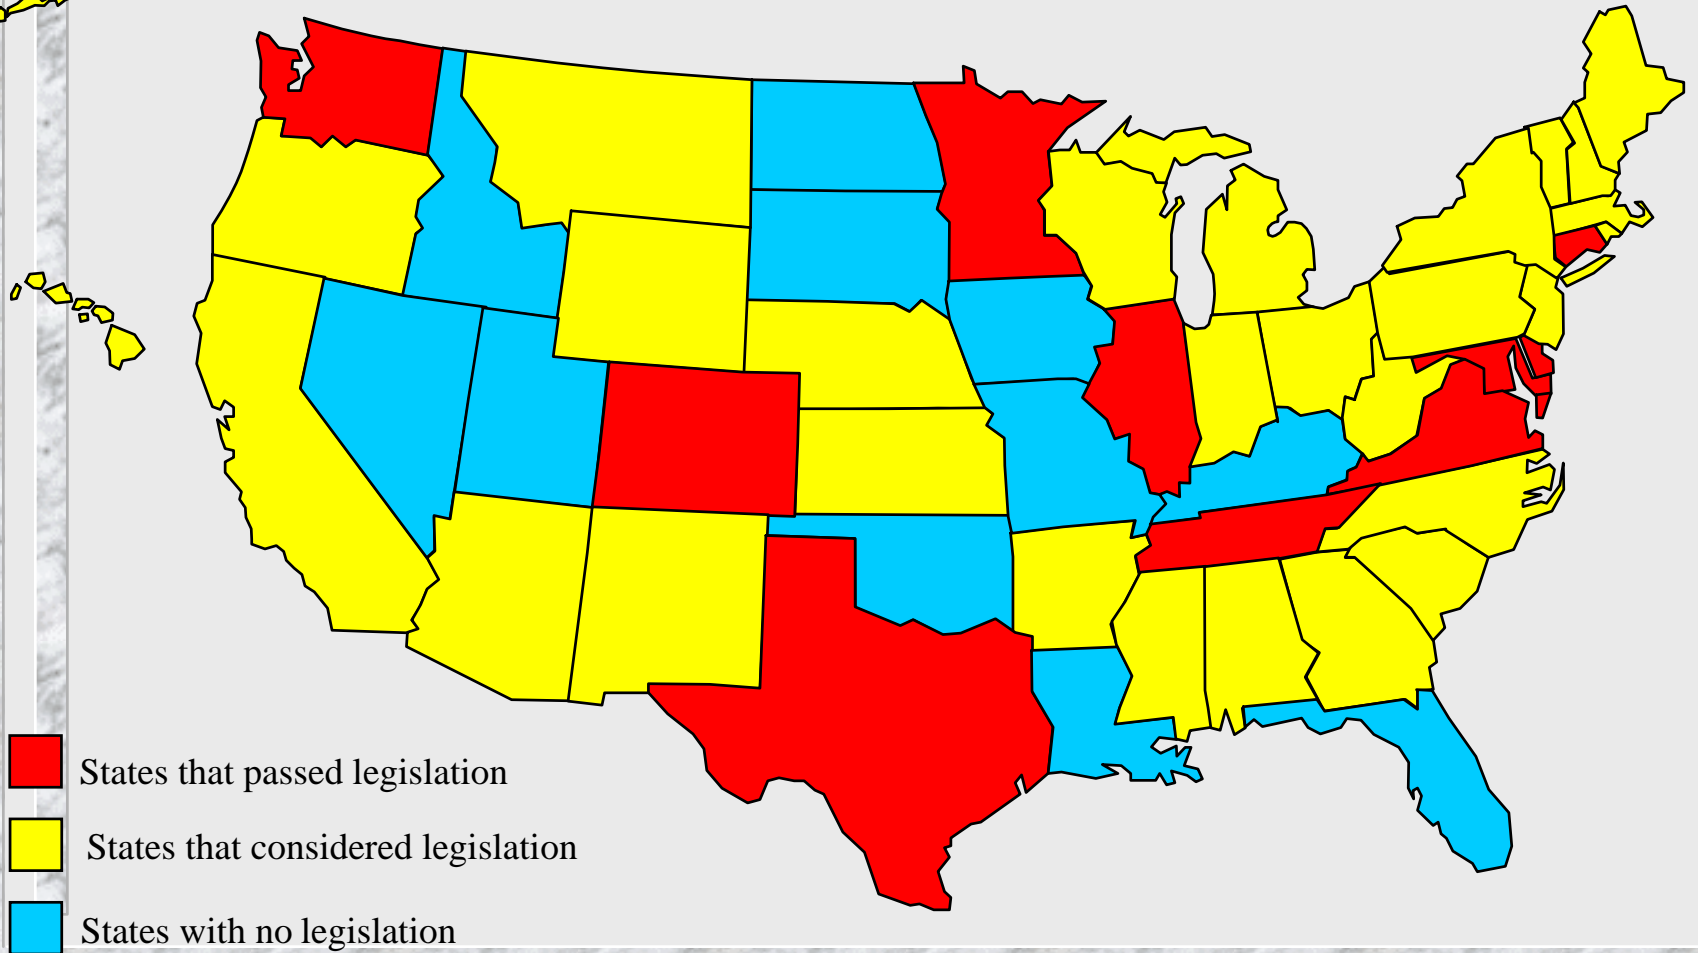 States that passed legislation
States that considered legislation
States with no legislation